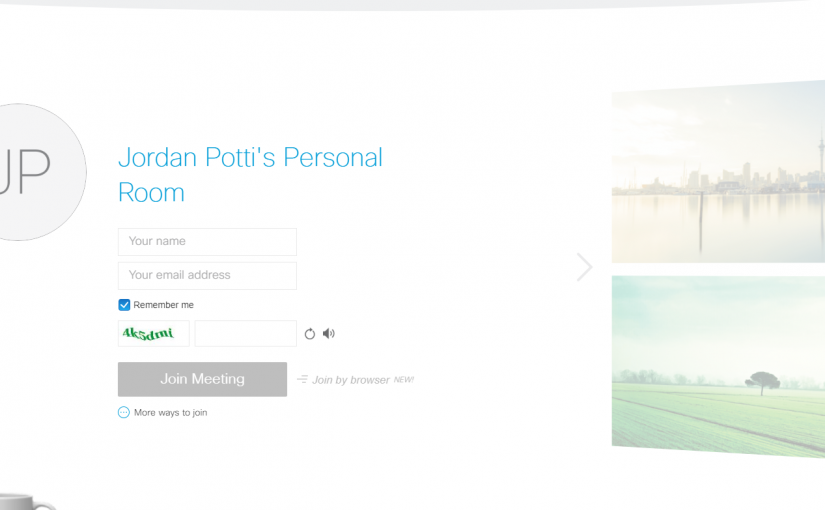 JP
Jordan Potti's Personal
Room
Your name
Your email address
Remember me
4k5dmi
Join Meeting
Join by browser NEW!
More ways to join